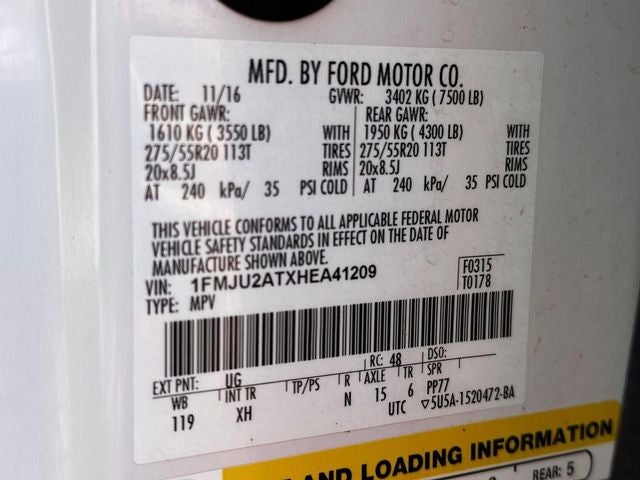 MFD. BY FORD MOTOR CO.
DATE: 11/16 GVWR: 3402 KG ( 7500 LB)
FRONT GAWR: REAR GAWR:
1610 KG ( 3550 LB) WITH 1950 KG ( 4300 LB) WITH
275/55R20 113T TIRES 275/55R20 113T TIRES
20x8.5J RIMS 20x8.5J RIMS
AT 240 kPa/ 35 PSI COLD AT 240 kPa/ 35 PSI COLD
THIS VEHICLE CONFORMS TO ALL APPLICABLE FEDERAL MOTOR
VEHICLE SAFETY STANDARDS IN EFFECT ON THE DATE OF
MANUFACTURE SHOWN ABOVE.
VIN: 1FMJU2ATXHEA41209 F0315
TYPE: MPV T0178
EXT PNT: UG RC: 48 DSO:
WB INT TR TP/PS R AXLE TR SPR
119 XH N 15 6 PP77
UTC ▽5U5A-1520472-BA
AND LOADING INFORMATION
REAR: 5